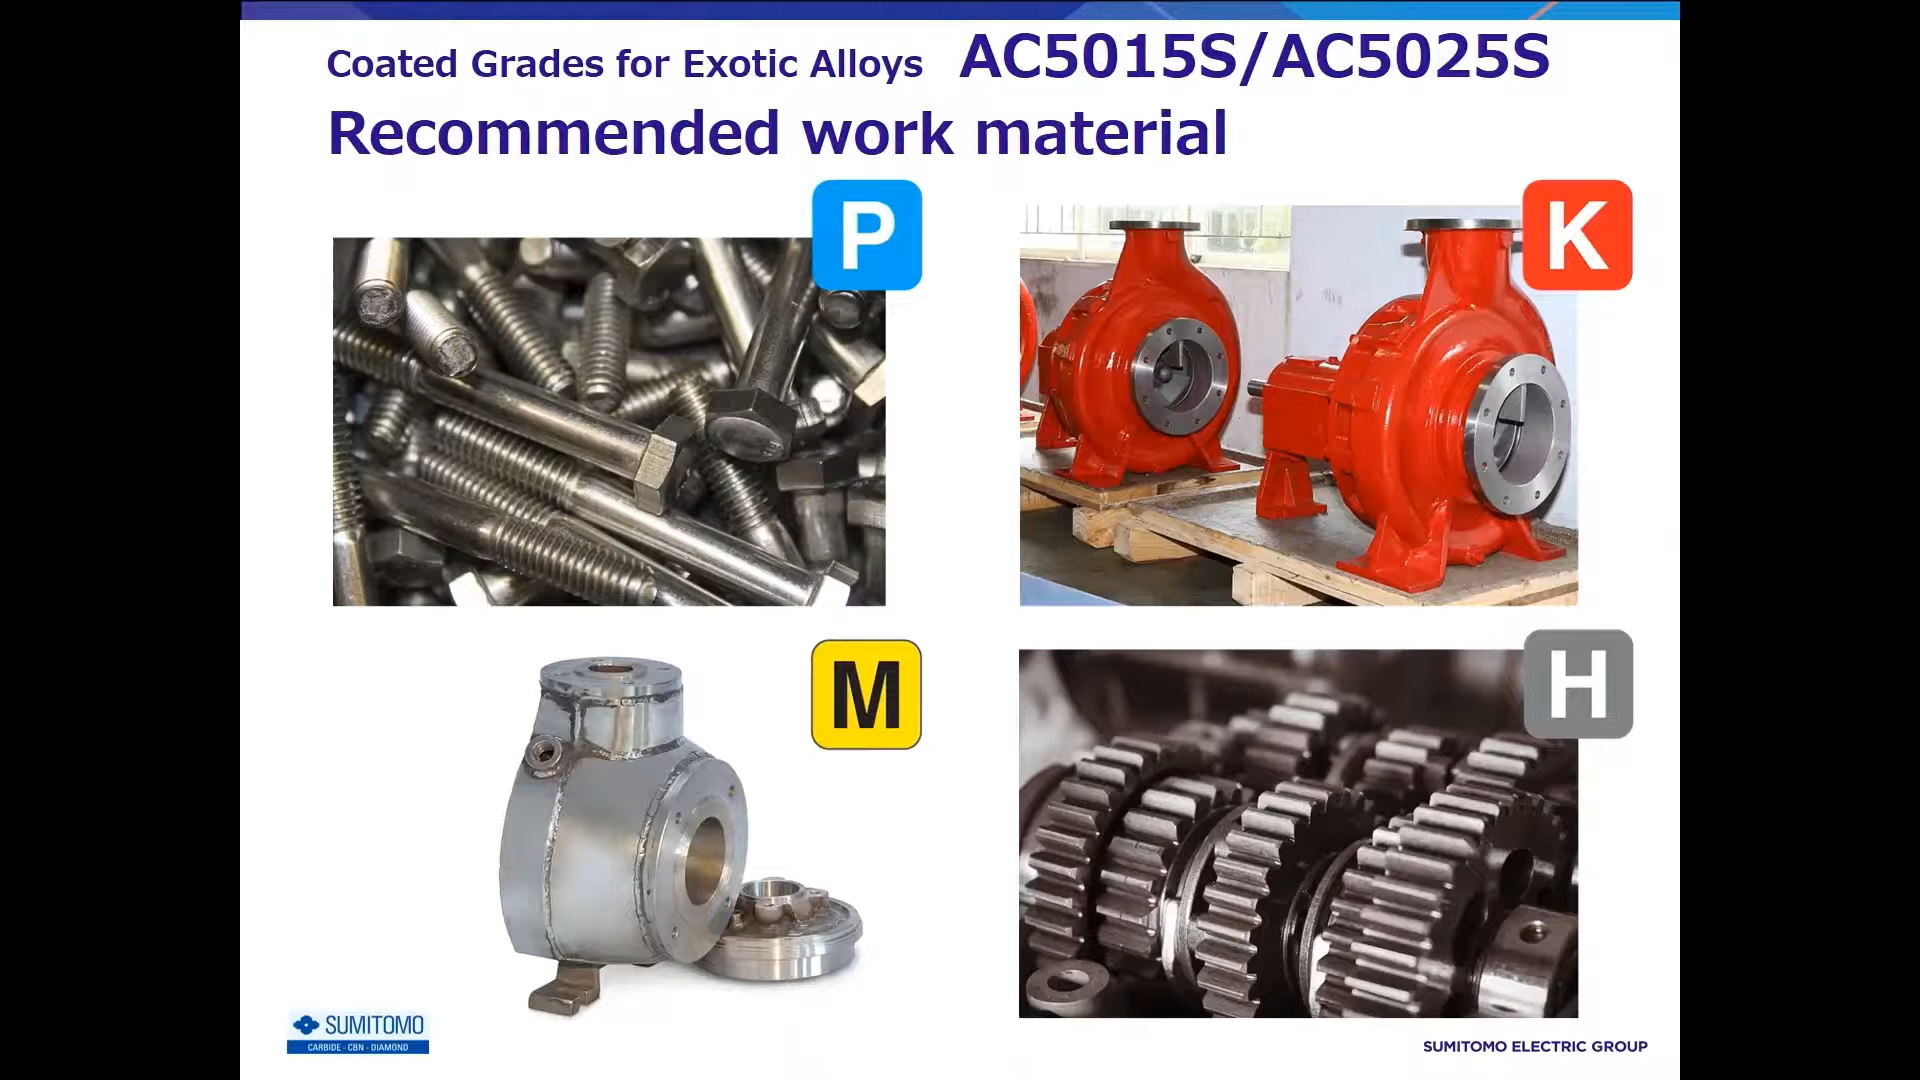 Coated Grades for Exotic Alloys AC5015S/AC5025S
Recommended work material
P
K
M
H
SUMITOMO
CARBIDE - CBN - DIAMOND
SUMITOMO ELECTRIC GROUP